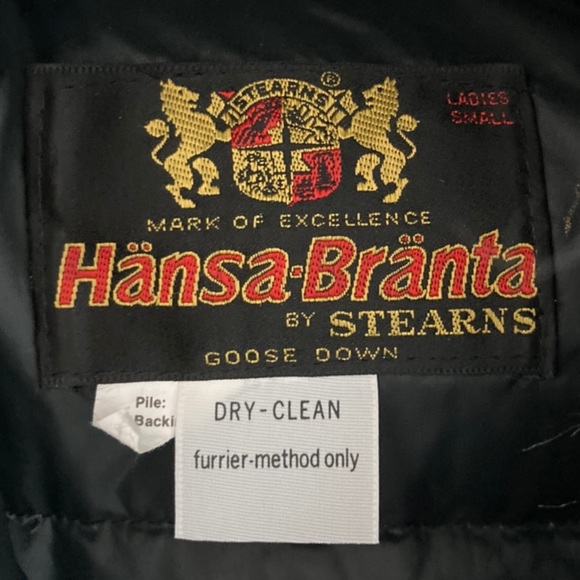 STEARNS ®
LADIES
SMALL
MARK OF EXCELLENCE
Hänsa-Bränta
BY STEARNS
GOOSE DOWN
Pile:
DRY-CLEAN
furrier-method only